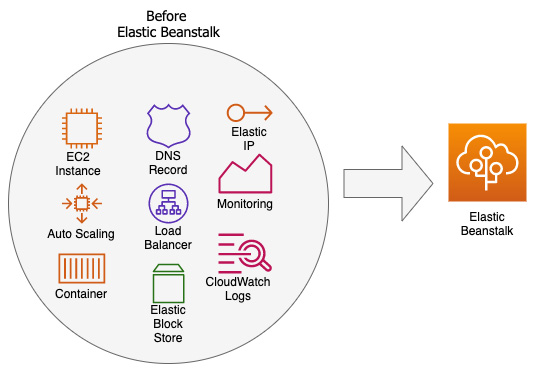 Before
Elastic Beanstalk
EC2
Instance
DNS
Record
Elastic
IP
Auto Scaling
Load
Balancer
Monitoring
Container
Elastic
Block
Store
CloudWatch
Logs
Elastic
Beanstalk